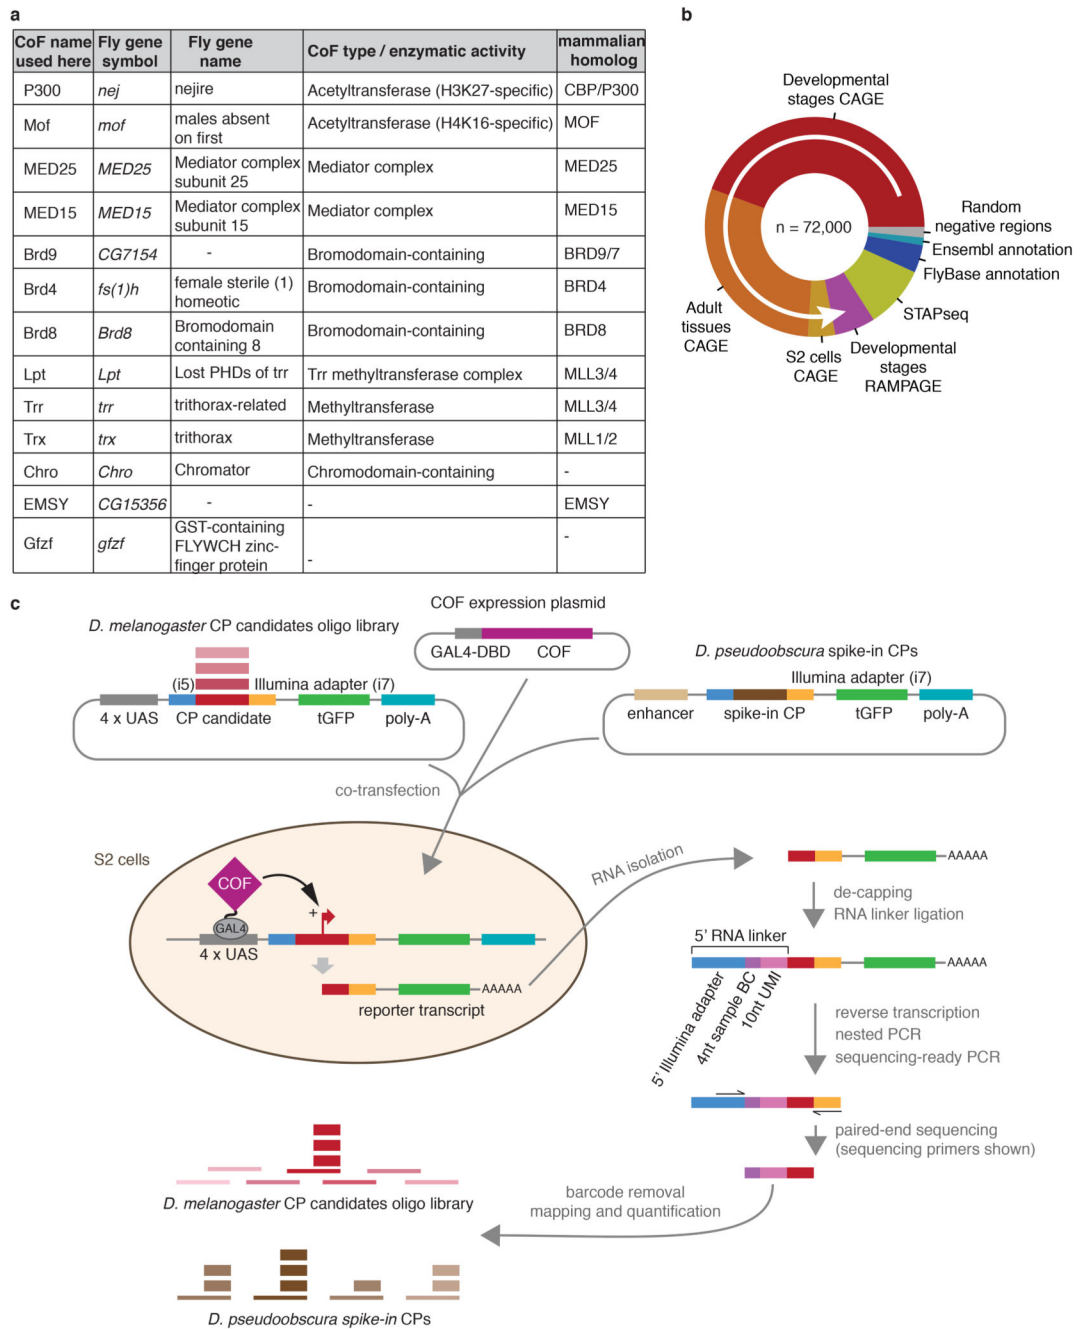 a
CoF name used here | Fly gene symbol | Fly gene name | CoF type / enzymatic activity | mammalian homolog
P300 | nej | nejire | Acetyltransferase (H3K27-specific) | CBP/P300
Mof | mof | males absent on first | Acetyltransferase (H4K16-specific) | MOF
MED25 | MED25 | Mediator complex subunit 25 | Mediator complex | MED25
MED15 | MED15 | Mediator complex subunit 15 | Mediator complex | MED15
Brd9 | CG7154 | - | Bromodomain-containing | BRD9/7
Brd4 | fs(1)h | female sterile (1) homeotic | Bromodomain-containing | BRD4
Brd8 | Brd8 | Bromodomain containing 8 | Bromodomain-containing | BRD8
Lpt | Lpt | Lost PHDs of trr | Trr methyltransferase complex | MLL3/4
Trr | trr | trithorax-related | Methyltransferase | MLL3/4
Trx | trx | trithorax | Methyltransferase | MLL1/2
Chro | Chro | Chromator | Chromodomain-containing | -
EMSY | CG15356 | - | - | EMSY
Gfzf | gfzf | GST-containing FLYWCH zinc-finger protein | - | -
b
Developmental
stages CAGE
n = 72,000
Random
negative regions
Ensembl annotation
FlyBase annotation
STAPseq
Developmental
stages
RAMPAGE
S2 cells
CAGE
Adult
tissues
CAGE
c
COF expression plasmid
GAL4-DBD COF
D. melanogaster CP candidates oligo library
(i5) Illumina adapter (i7)
4 x UAS CP candidate tGFP poly-A
D. pseudoobscura spike-in CPs
Illumina adapter (i7)
enhancer spike-in CP tGFP poly-A
co-transfection
S2 cells
COF
+
GAL4
4 x UAS
AAAAA
reporter transcript
RNA isolation
AAAAA
de-capping
RNA linker ligation
5' RNA linker
AAAAA
5' Illumina adapter
4nt sample BC
10nt UMI
reverse transcription
nested PCR
sequencing-ready PCR
paired-end sequencing
(sequencing primers shown)
barcode removal
mapping and quantification
D. melanogaster CP candidates oligo library
D. pseudoobscura spike-in CPs